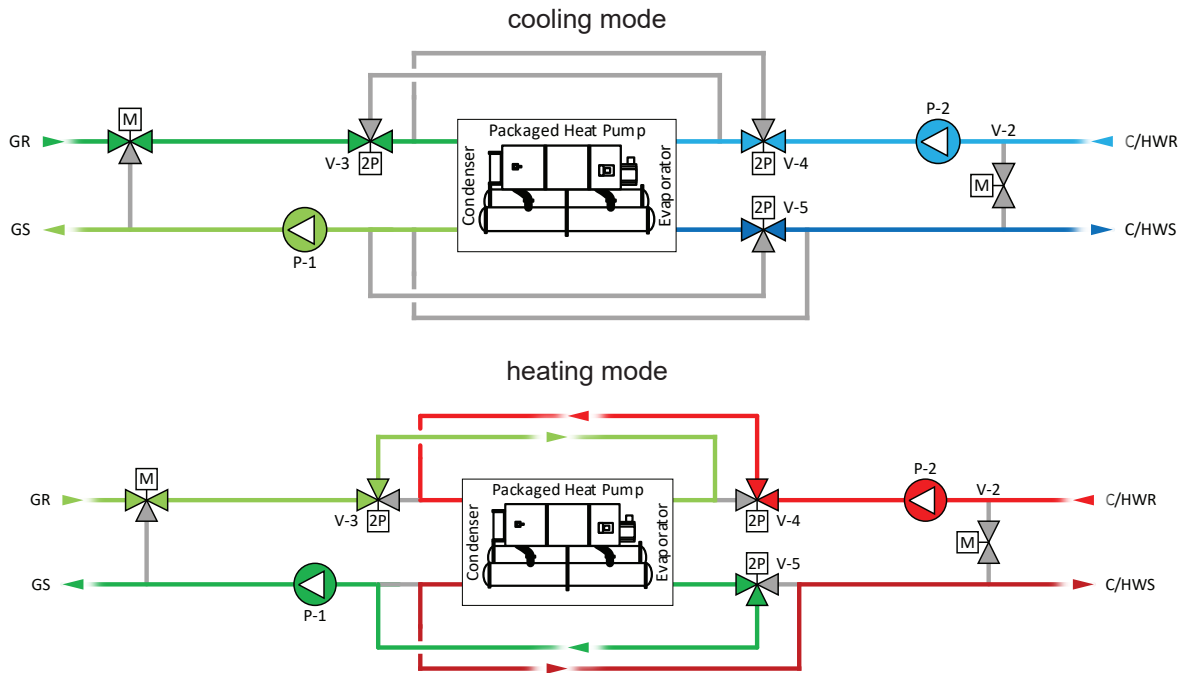 cooling mode
P-2
M
Packaged Heat Pump
V-2
GR
C/HWR
V-3
2P
2P
V-4
M
Condenser
Evaporator
2P
V-5
GS
C/HWS
P-1
heating mode
P-2
M
Packaged Heat Pump
V-2
GR
C/HWR
V-3
2P
2P
V-4
M
Condenser
Evaporator
2P
V-5
GS
C/HWS
P-1